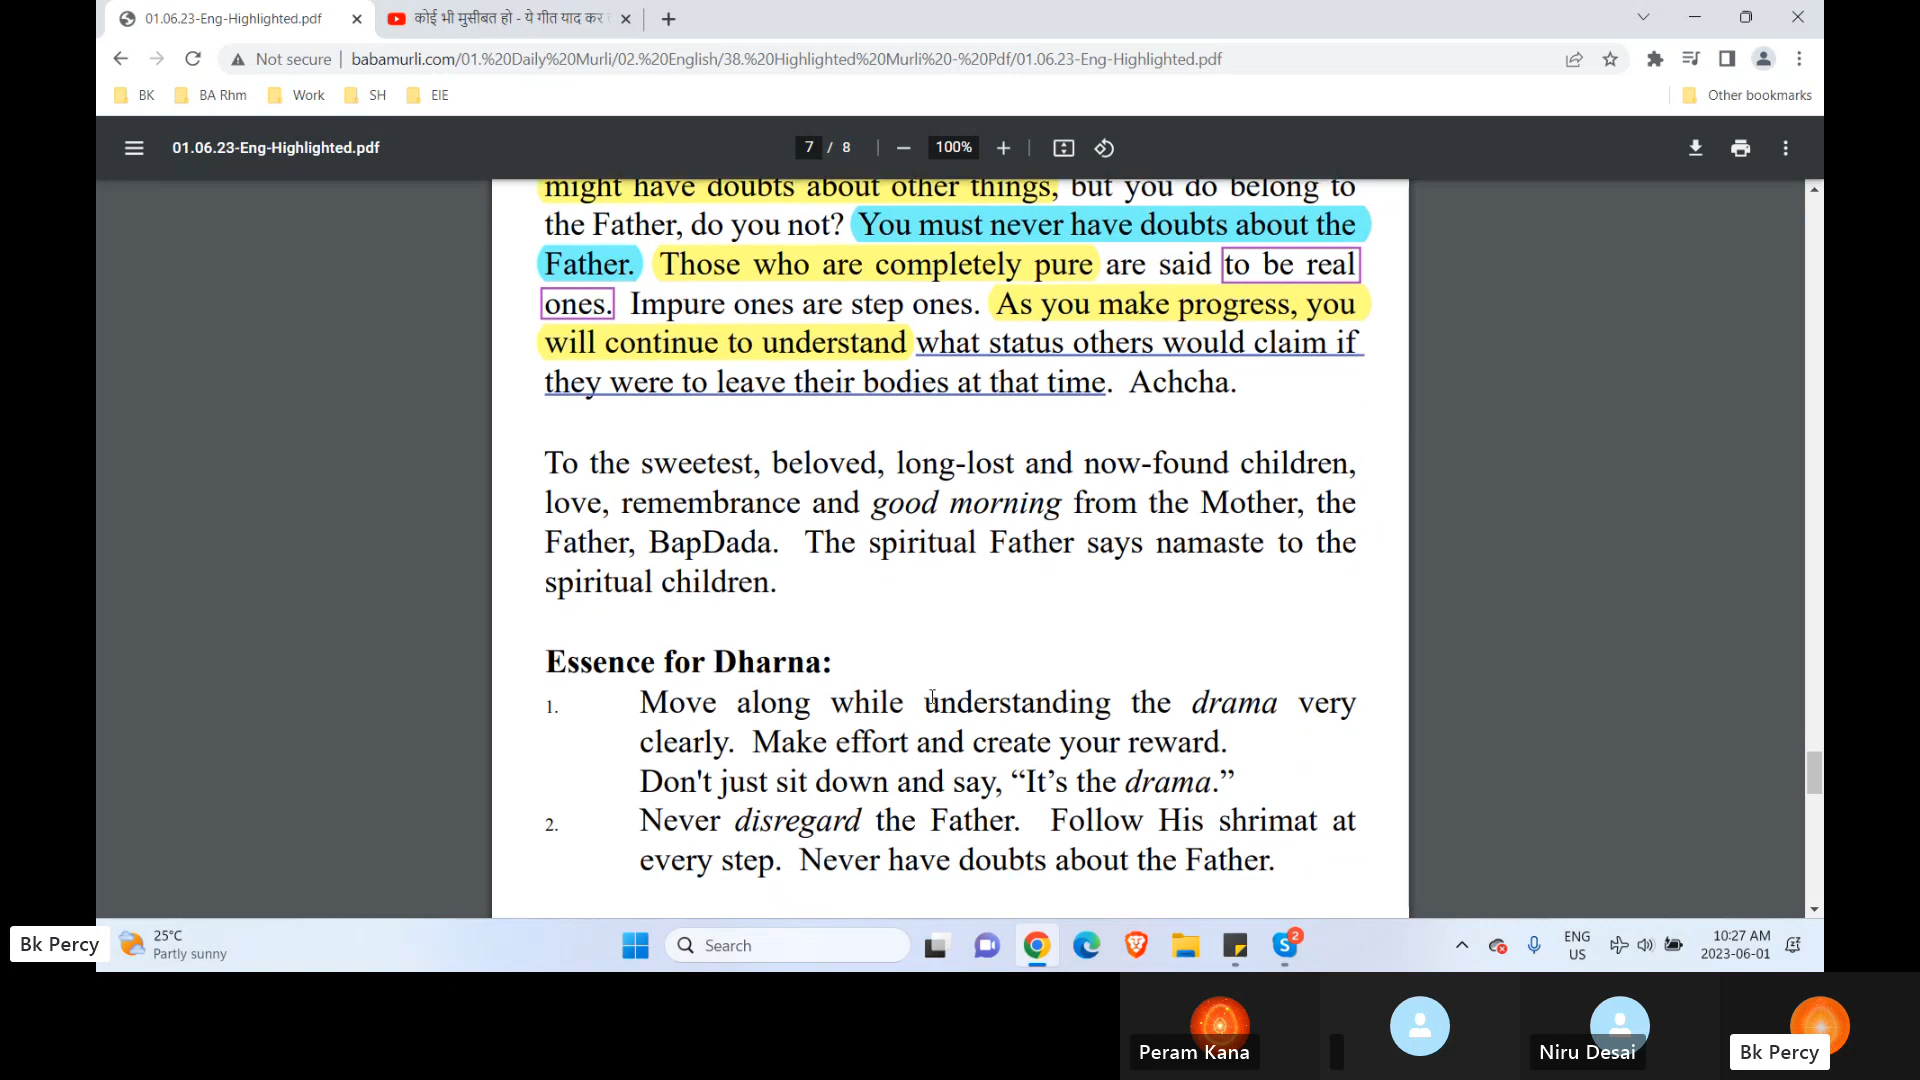 01.06.23-Eng-Highlighted.pdf
कोई भी मुसीबत हो - ये गीत याद कर
Not secure
babamurli.com/01.%20Daily%20Murli/02.%20English/38.%20Highlighted%20Murli%20-%20Pdf/01.06.23-Eng-Highlighted.pdf
BK
BA Rhm
Work
SH
EIE
Other bookmarks
01.06.23-Eng-Highlighted.pdf
7 / 8
100%
might have doubts about other things, but you do belong to
the Father, do you not? You must never have doubts about the
Father. Those who are completely pure are said to be real
ones. Impure ones are step ones. As you make progress, you
will continue to understand what status others would claim if
they were to leave their bodies at that time. Achcha.
To the sweetest, beloved, long-lost and now-found children,
love, remembrance and good morning from the Mother, the
Father, BapDada. The spiritual Father says namaste to the
spiritual children.
Essence for Dharna:
1. Move along while understanding the drama very
clearly. Make effort and create your reward.
Don't just sit down and say, “It’s the drama.”
2. Never disregard the Father. Follow His shrimat at
every step. Never have doubts about the Father.
Bk Percy
25°C
Partly sunny
Search
S
2
ENG
US
10:27 AM
2023-06-01
Peram Kana
Niru Desai
Bk Percy